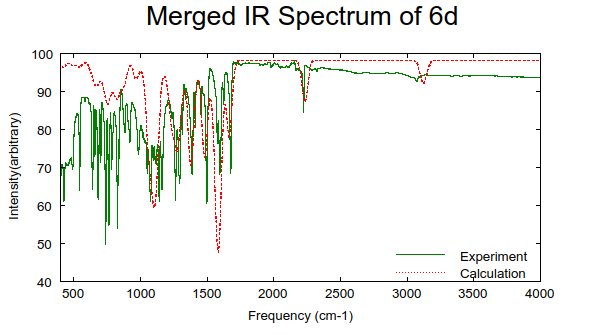 Merged IR Spectrum of 6d
100
90
80
70
60
50
40
Intensity(arbitrary)
500 1000 1500 2000 2500 3000 3500 4000
Frequency (cm-1)
Experiment
Calculation